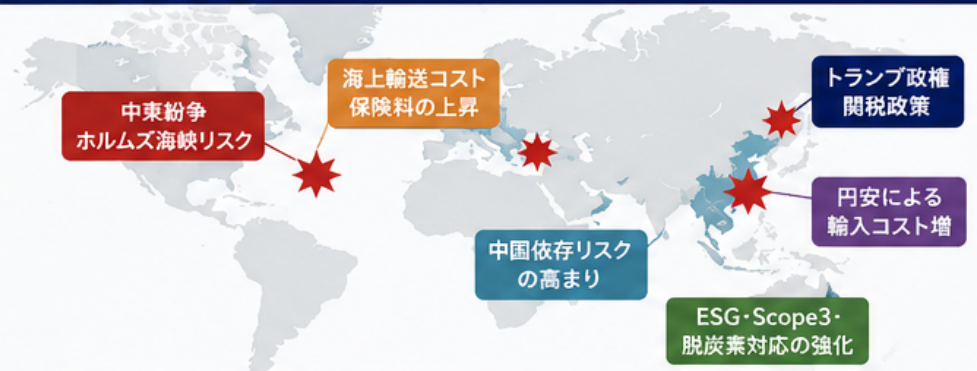 中東紛争
ホルムズ海峡リスク
海上輸送コスト
保険料の上昇
トランプ政権
関税政策
円安による
輸入コスト増
中国依存リスク
の高まり
ESG・Scope3・
脱炭素対応の強化